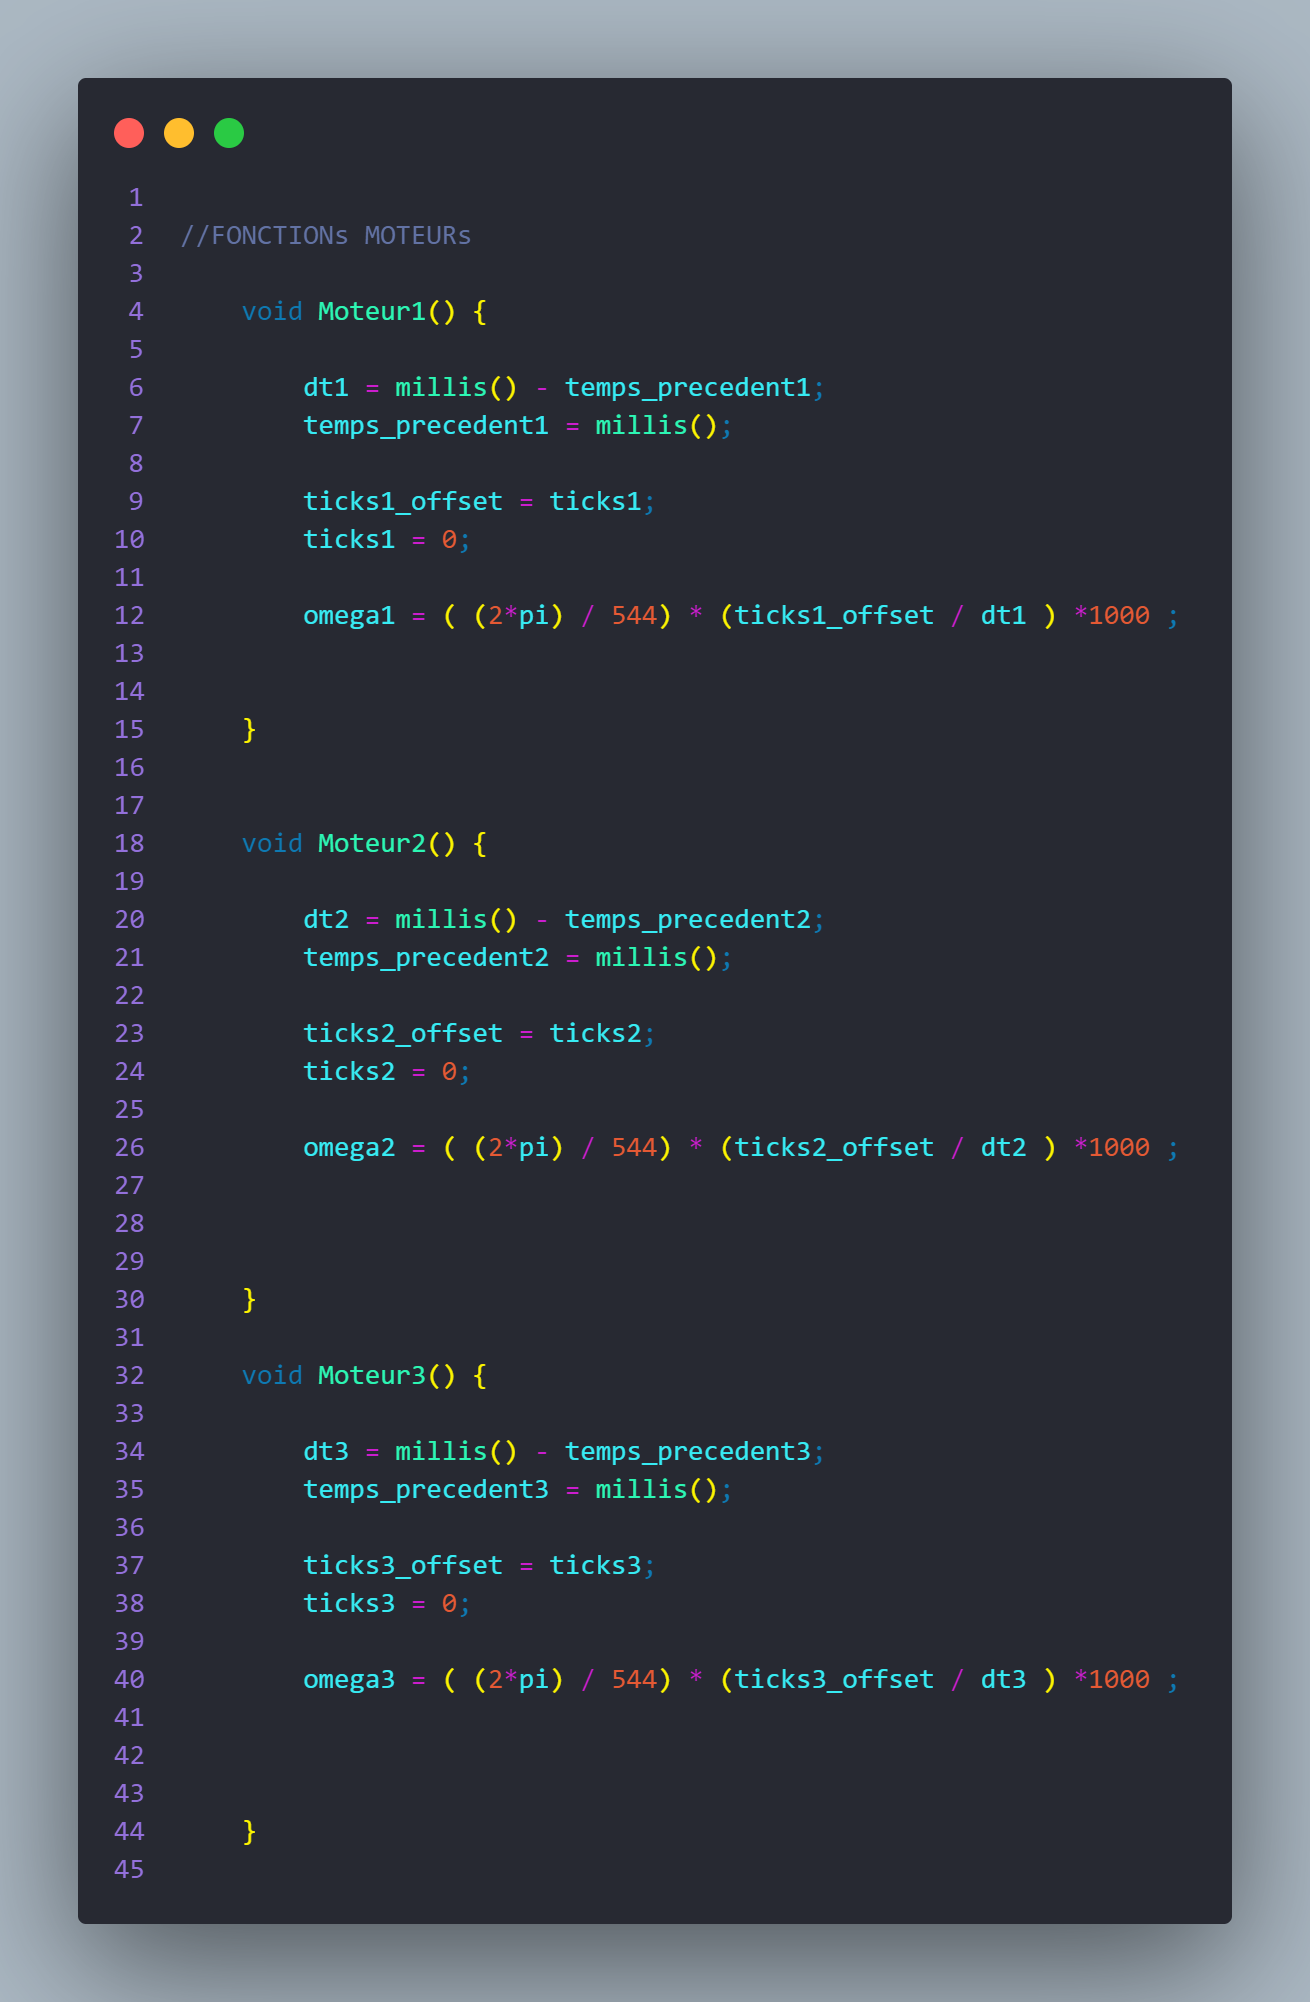 1
2 //FONCTIONs MOTEURs
3
4 void Moteur1() {
5
6 dt1 = millis() - temps_precedent1;
7 temps_precedent1 = millis();
8
9 ticks1_offset = ticks1;
10 ticks1 = 0;
11
12 omega1 = ( (2*pi) / 544) * (ticks1_offset / dt1 ) *1000 ;
13
14
15 }
16
17
18 void Moteur2() {
19
20 dt2 = millis() - temps_precedent2;
21 temps_precedent2 = millis();
22
23 ticks2_offset = ticks2;
24 ticks2 = 0;
25
26 omega2 = ( (2*pi) / 544) * (ticks2_offset / dt2 ) *1000 ;
27
28
29
30 }
31
32 void Moteur3() {
33
34 dt3 = millis() - temps_precedent3;
35 temps_precedent3 = millis();
36
37 ticks3_offset = ticks3;
38 ticks3 = 0;
39
40 omega3 = ( (2*pi) / 544) * (ticks3_offset / dt3 ) *1000 ;
41
42
43
44 }
45